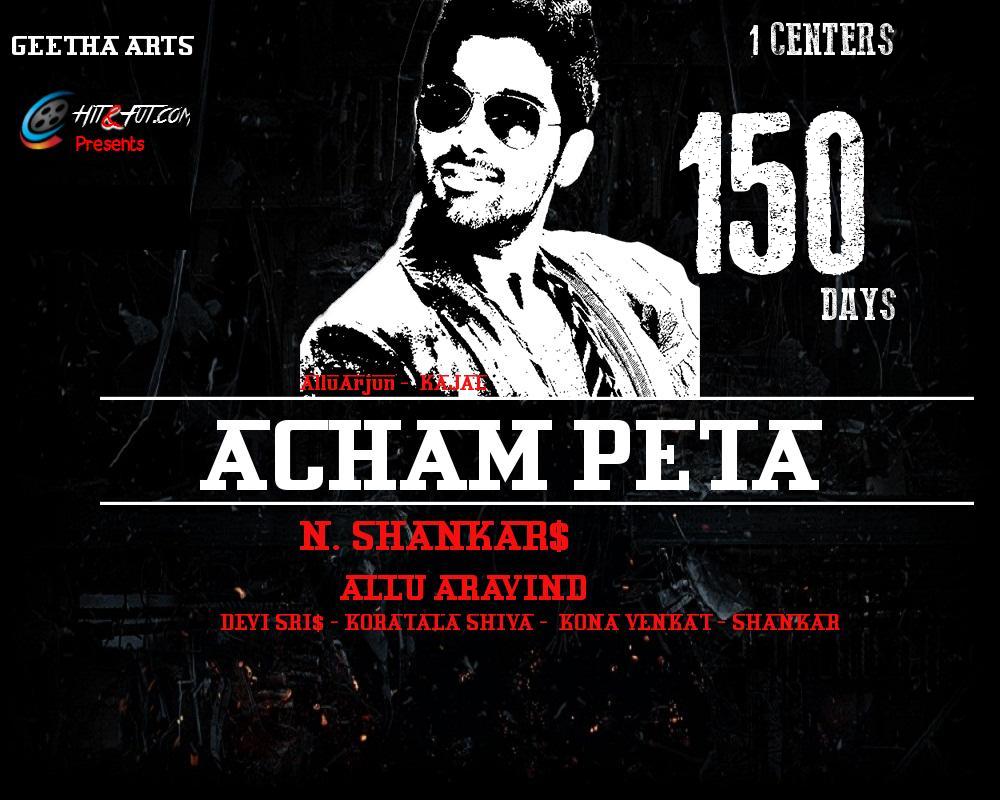 GEETHA ARTS
1 CENTERS
HIT&FUT.COM
Presents
150
DAYS
AlluArjun - KAJAL
ACHAM PETA
N. SHANKAR$
ALLU ARAVIND
DEVI SRI$ - KORATALA SHIVA - KONA VENKAT - SHANKAR